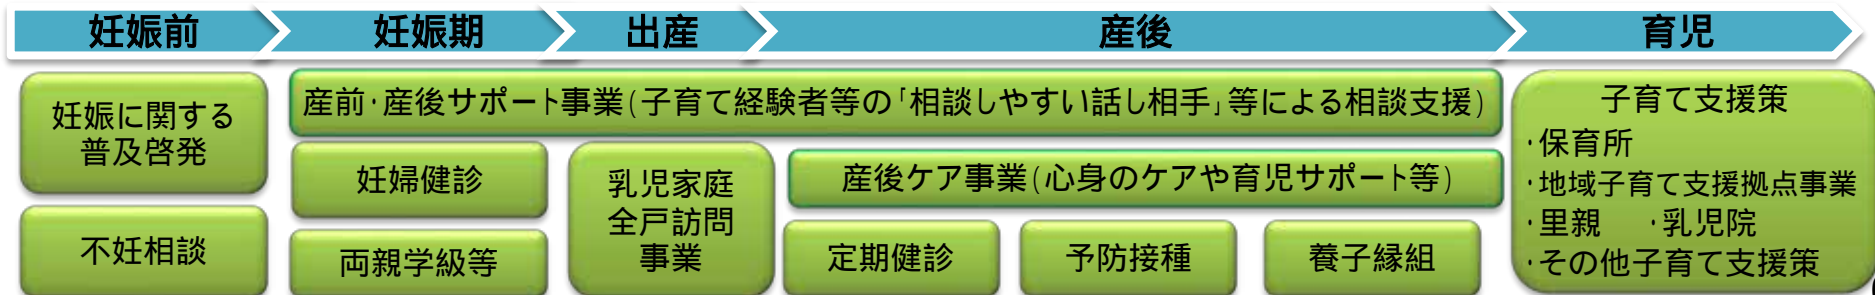 妊娠前
妊娠期
出産
産後
育児
妊娠に関する
普及啓発
不妊相談
産前・産後サポート事業(子育て経験者等の「相談しやすい話し相手」等による相談支援)
妊婦健診
両親学級等
乳児家庭
全戸訪問
事業
産後ケア事業(心身のケアや育児サポート等)
定期健診
予防接種
養子縁組
子育て支援策
・保育所
・地域子育て支援拠点事業
・里親　・乳児院
・その他子育て支援策